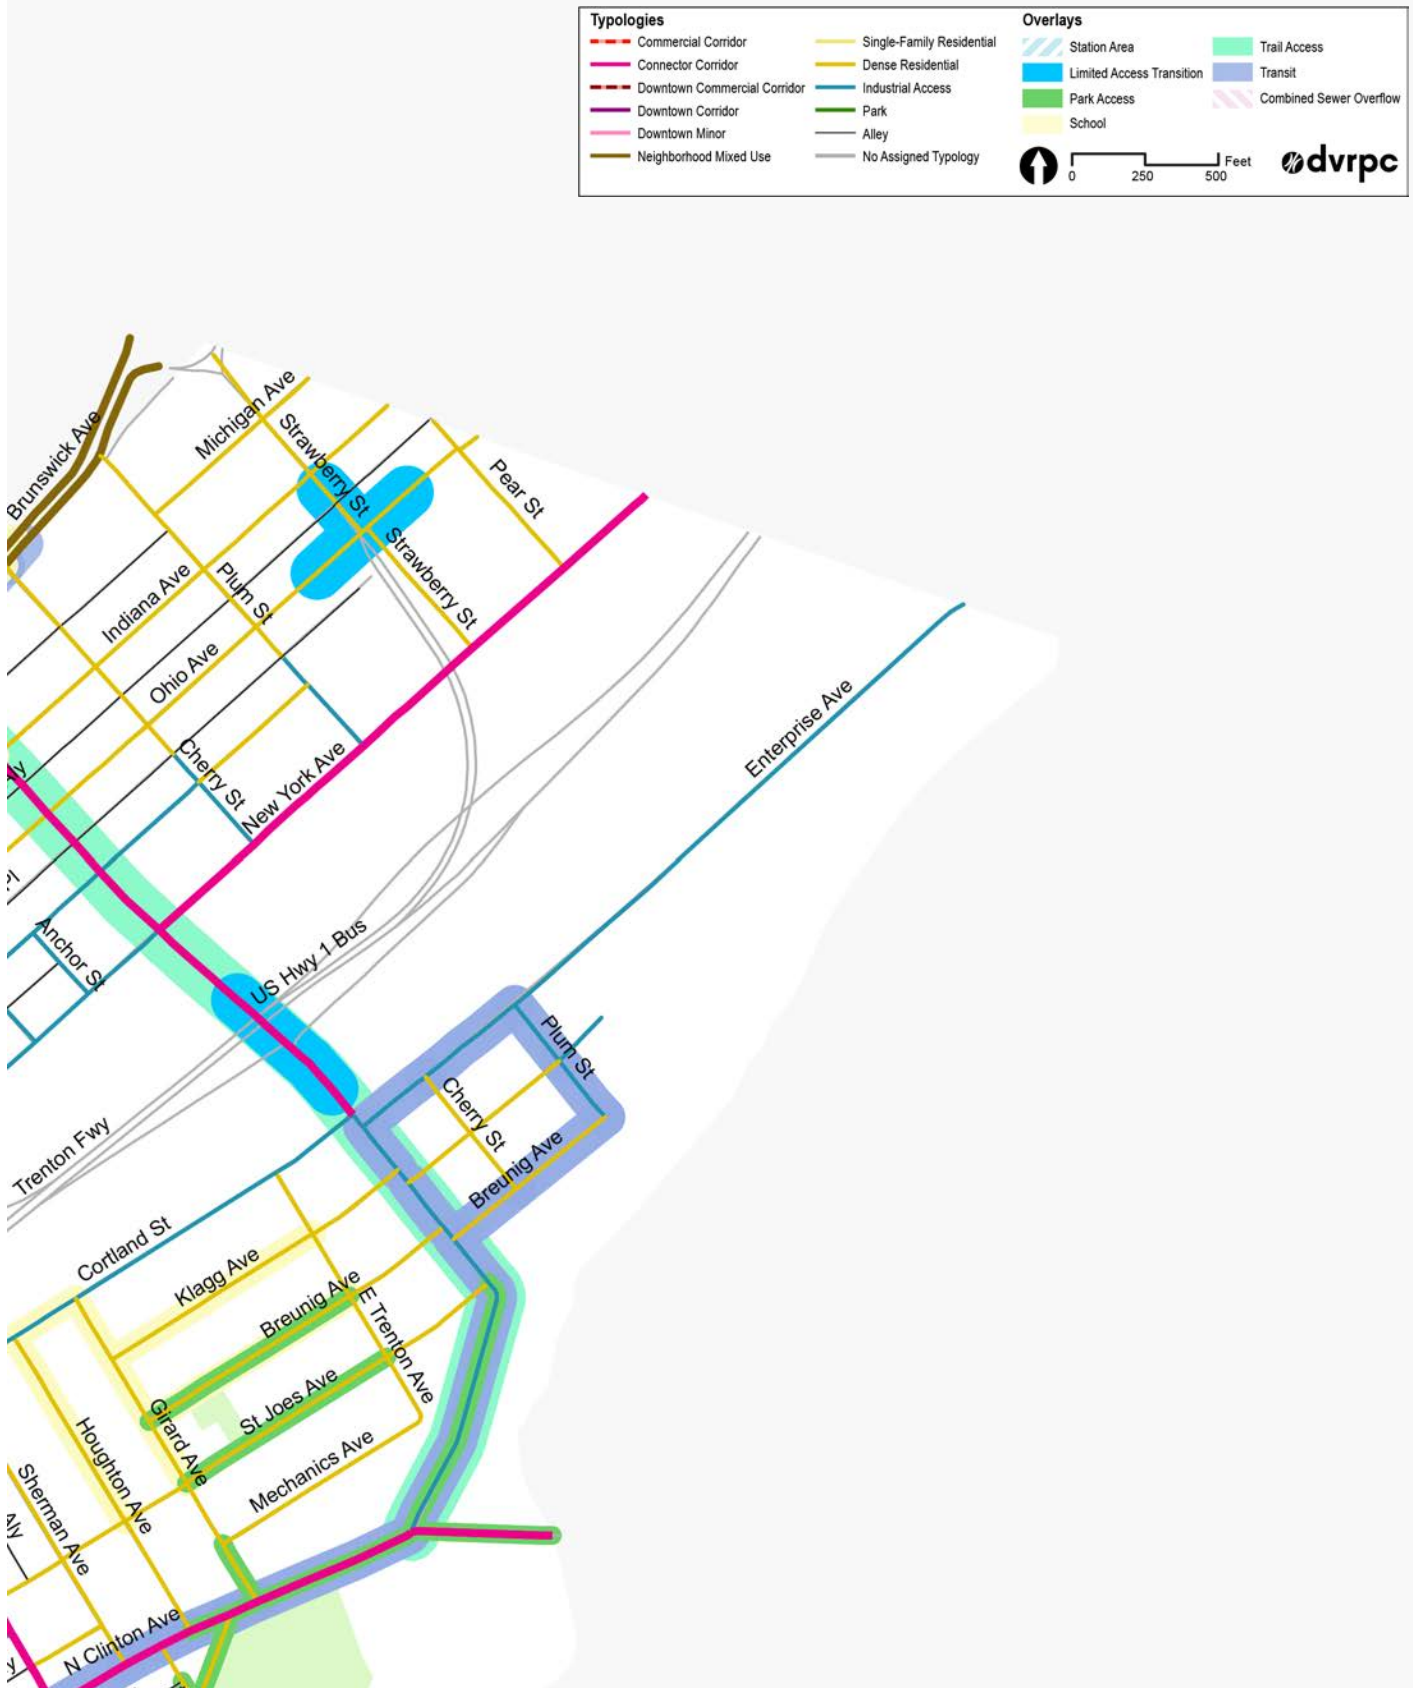 Typologies
Commercial Corridor
Connector Corridor
Downtown Commercial Corridor
Downtown Corridor
Downtown Minor
Neighborhood Mixed Use
Single-Family Residential
Dense Residential
Industrial Access
Park
Alley
No Assigned Typology
Overlays
Station Area
Limited Access Transition
Park Access
School
Trail Access
Transit
Combined Sewer Overflow
0 250 500 Feet
dvrpc
Brunswick Ave
Michigan Ave
Strawberry St
Pear St
Strawberry St
Indiana Ave
Plum St
Ohio Ave
Cherry St
New York Ave
Enterprise Ave
Anchor St
US Hwy 1 Bus
Plum St
Cherry St
Breunig Ave
Trenton Fwy
Cortland St
Klagg Ave
Breunig Ave
E Trenton Ave
St Joes Ave
Girard Ave
Houghton Ave
Mechanics Ave
Sherman Ave
Aly
N Clinton Ave